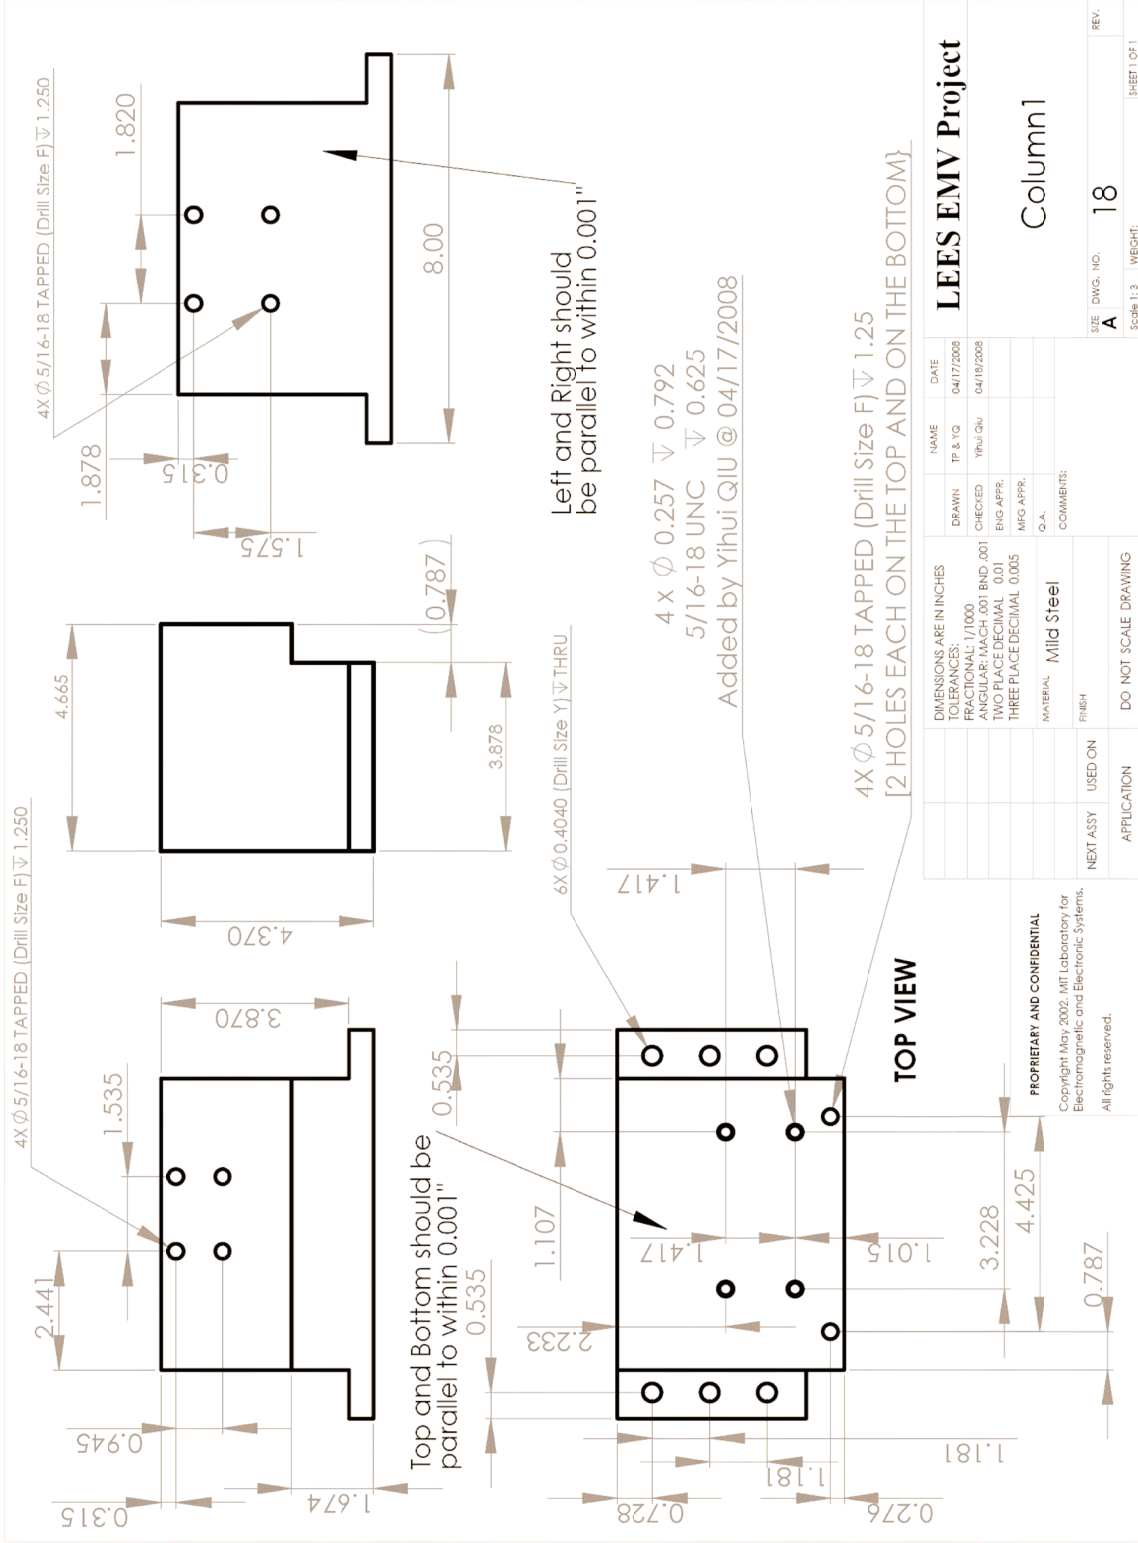 4X Ø 5/16-18 TAPPED (Drill Size F) ↧ 1.250
2.441
1.535
0.315
0.945
1.674
3.870
4.665
4.370
3.878
(0.787)
4X Ø 5/16-18 TAPPED (Drill Size F) ↧ 1.250
1.878
1.820
0.315
1.575
8.00
Left and Right should
be parallel to within 0.001"
Top and Bottom should be
parallel to within 0.001"
0.535
1.107
0.535
6X Ø 0.4040 (Drill Size Y) ↧ THRU
1.417
4 X Ø 0.257 ↧ 0.792
5/16-18 UNC ↧ 0.625
Added by Yihui QIU @ 04/17/2008
2.233
1.417
1.015
0.728
1.181
1.181
0.276
0.787
3.228
4.425
4X Ø 5/16-18 TAPPED (Drill Size F) ↧ 1.25
[2 HOLES EACH ON THE TOP AND ON THE BOTTOM}
TOP VIEW
PROPRIETARY AND CONFIDENTIAL
Copyright May 2002. MIT Laboratory for
Electromagnetic and Electronic Systems.
All rights reserved.
NEXT ASSY
USED ON
APPLICATION
DIMENSIONS ARE IN INCHES
TOLERANCES:
FRACTIONAL: 1/1000
ANGULAR: MACH .001 BND .001
TWO PLACE DECIMAL 0.01
THREE PLACE DECIMAL 0.005
MATERIAL
Mild Steel
FINISH
DO NOT SCALE DRAWING
NAME DATE
DRAWN TP & YQ 04/17/2008
CHECKED Yihui Qiu 04/18/2008
ENG APPR.
MFG APPR.
Q.A.
COMMENTS:
LEES EMV Project
Column1
SIZE DWG. NO. REV.
A 18
Scale 1: 3 WEIGHT: SHEET 1 OF 1